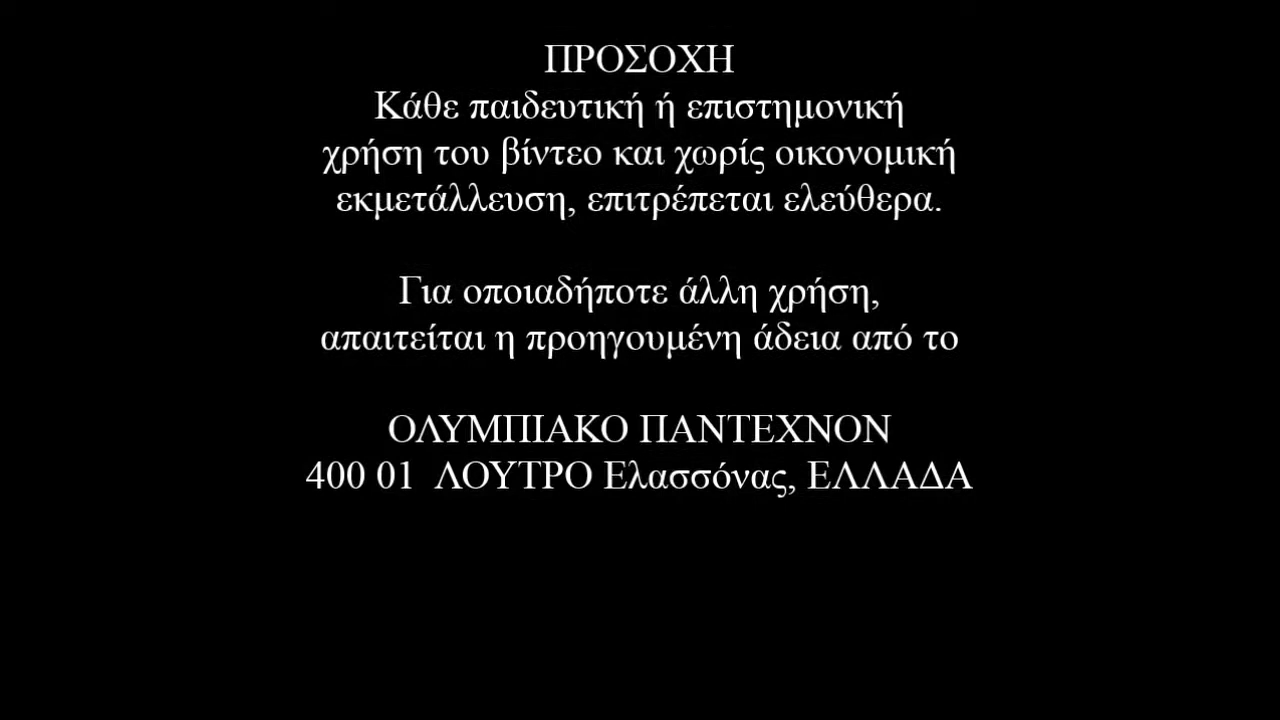 ΠΡΟΣΟΧΗ
Κάθε παιδευτική ή επιστημονική
χρήση του βίντεο και χωρίς οικονομική
εκμετάλλευση, επιτρέπεται ελεύθερα.
Για οποιαδήποτε άλλη χρήση,
απαιτείται η προηγουμένη άδεια από το
ΟΛΥΜΠΙΑΚΟ ΠΑΝΤΕΧΝΟΝ
400 01 ΛΟΥΤΡΟ Ελασσόνας, ΕΛΛΑΔΑ